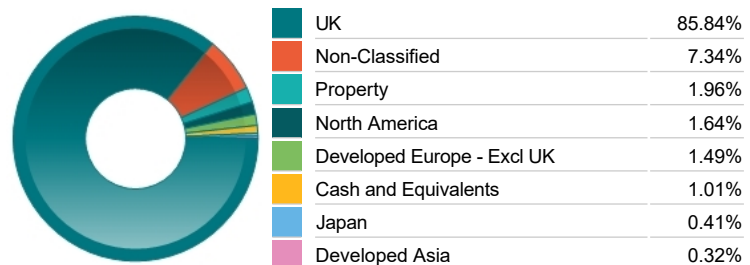 UK 85.84%
Non-Classified 7.34%
Property 1.96%
North America 1.64%
Developed Europe - Excl UK 1.49%
Cash and Equivalents 1.01%
Japan 0.41%
Developed Asia 0.32%